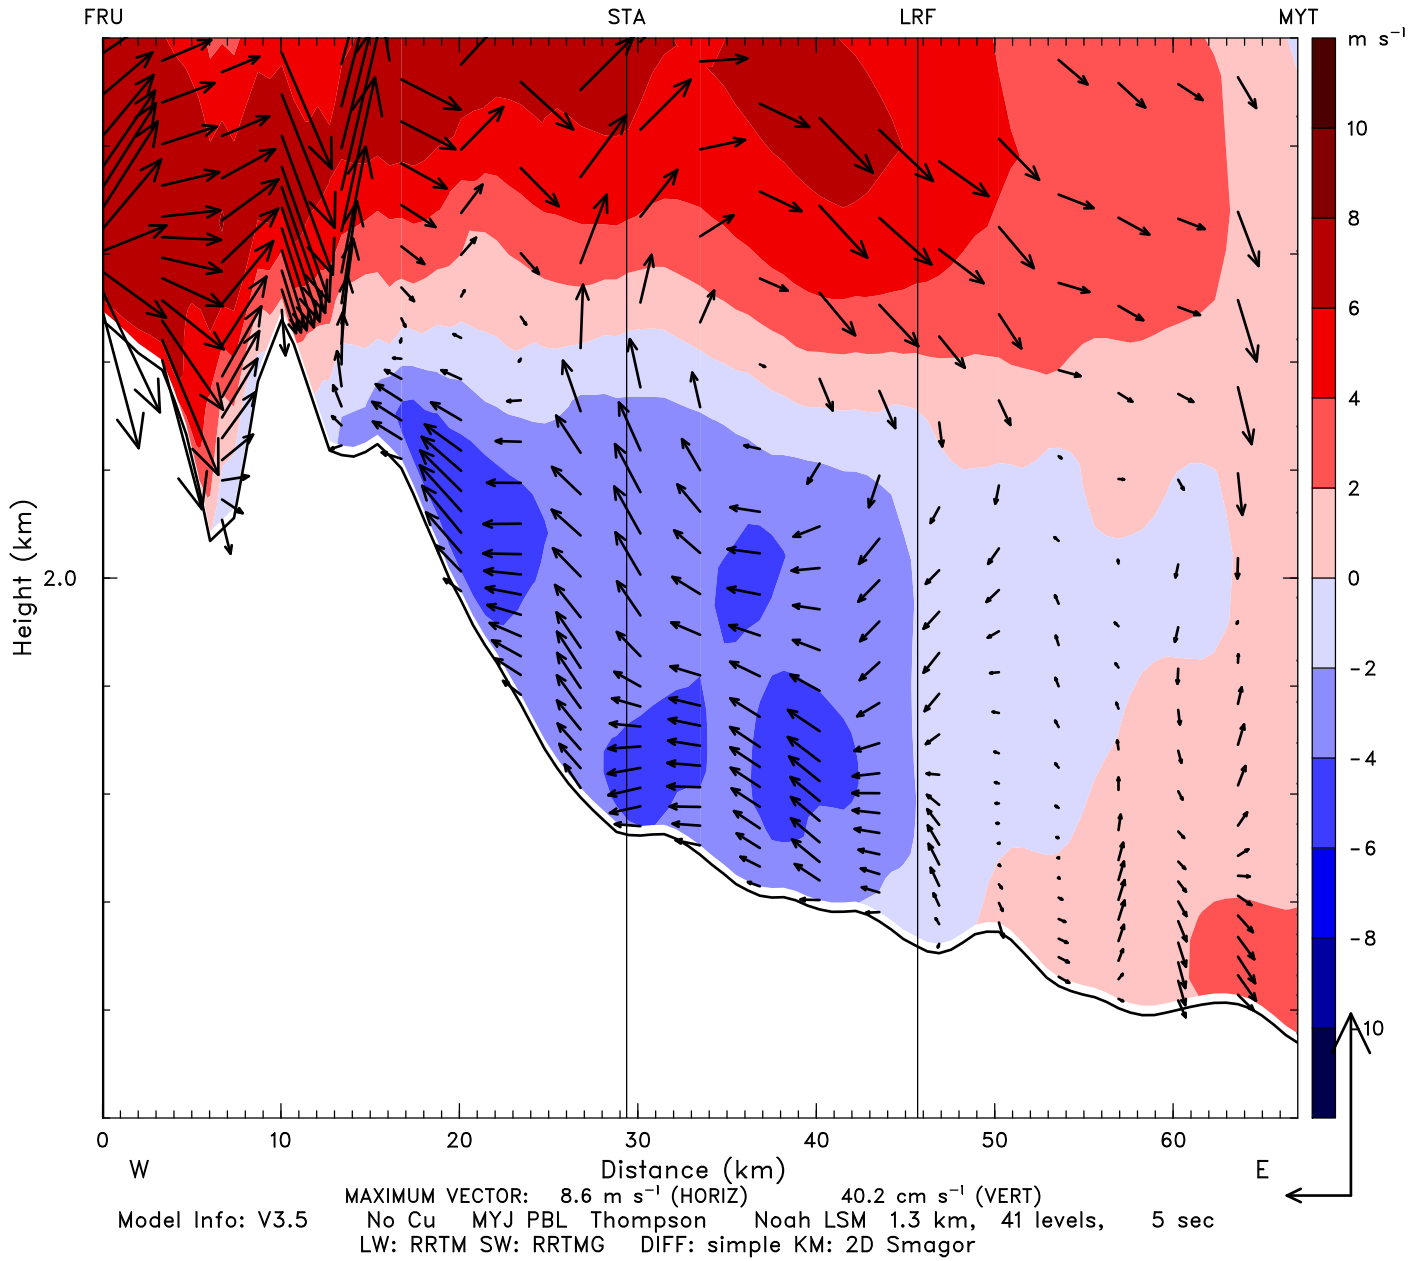 FRU STA LRF MYT
m s⁻¹
10
8
6
4
2
0
−2
−4
−6
−8
−10
Height (km)
2.0
0 10 20 30 40 50 60
W Distance (km) E
MAXIMUM VECTOR: 8.6 m s⁻¹ (HORIZ) 40.2 cm s⁻¹ (VERT)
Model Info: V3.5 No Cu MYJ PBL Thompson Noah LSM 1.3 km, 41 levels, 5 sec
LW: RRTM SW: RRTMG DIFF: simple KM: 2D Smagor